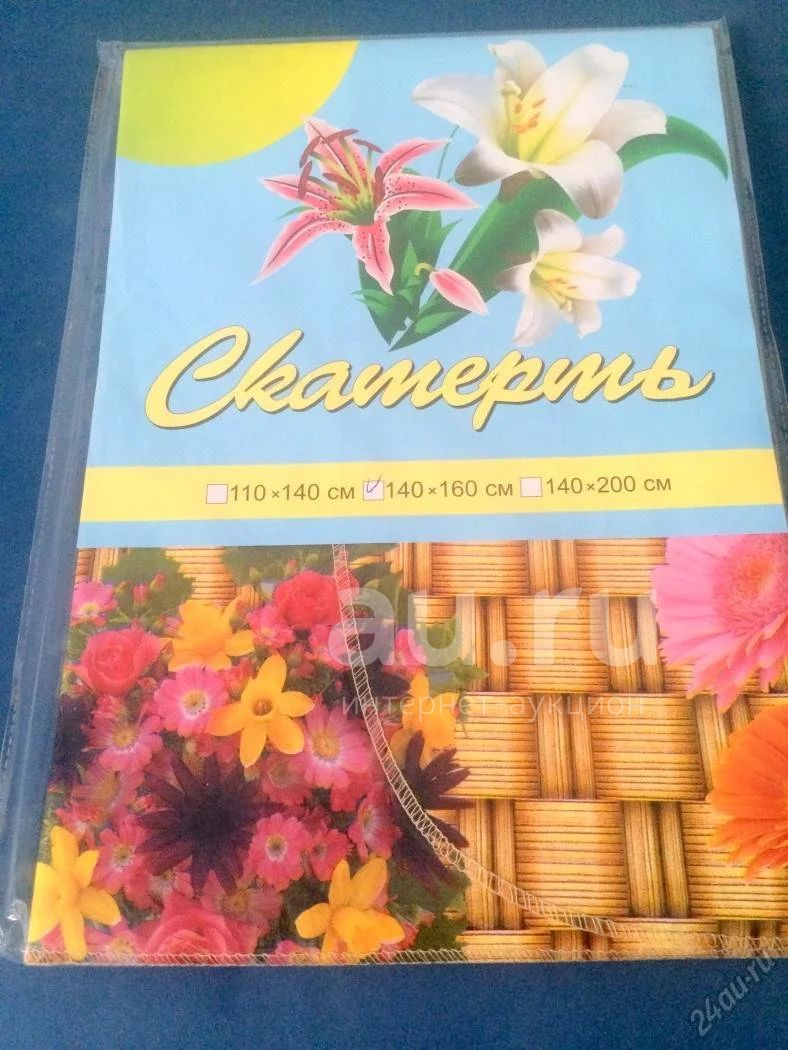 Скатерть
110×140 см 140×160 см 140×200 см
au.ru
интернет-аукцион
24au.ru